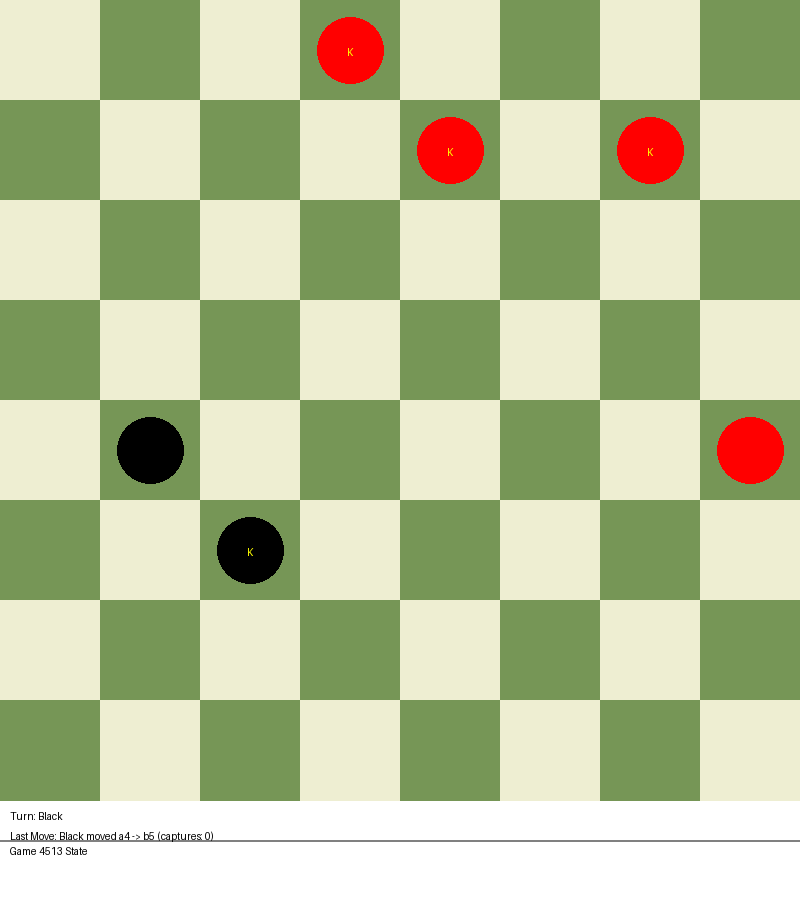 K
K K
K
Turn: Black
Last Move: Black moved a4 -> b5 (captures: 0)
Game 4513 State